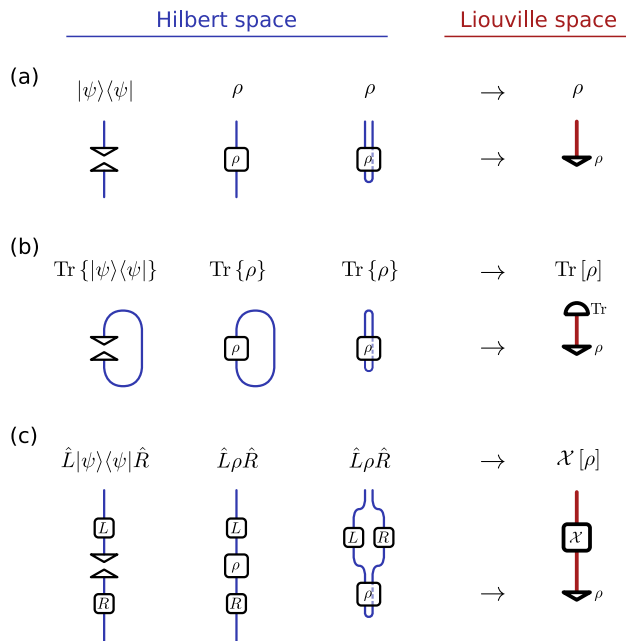 Hilbert space Liouville space
(a)
|ψ⟩⟨ψ| ρ ρ → ρ
ρ ρ → ρ
(b)
Tr {|ψ⟩⟨ψ|} Tr {ρ} Tr {ρ} → Tr [ρ]
Tr
ρ ρ → ρ
(c)
L̂|ψ⟩⟨ψ|R̂ L̂ρR̂ L̂ρR̂ → 𝒳 [ρ]
L L L R 𝒳
ρ
R R ρ → ρ